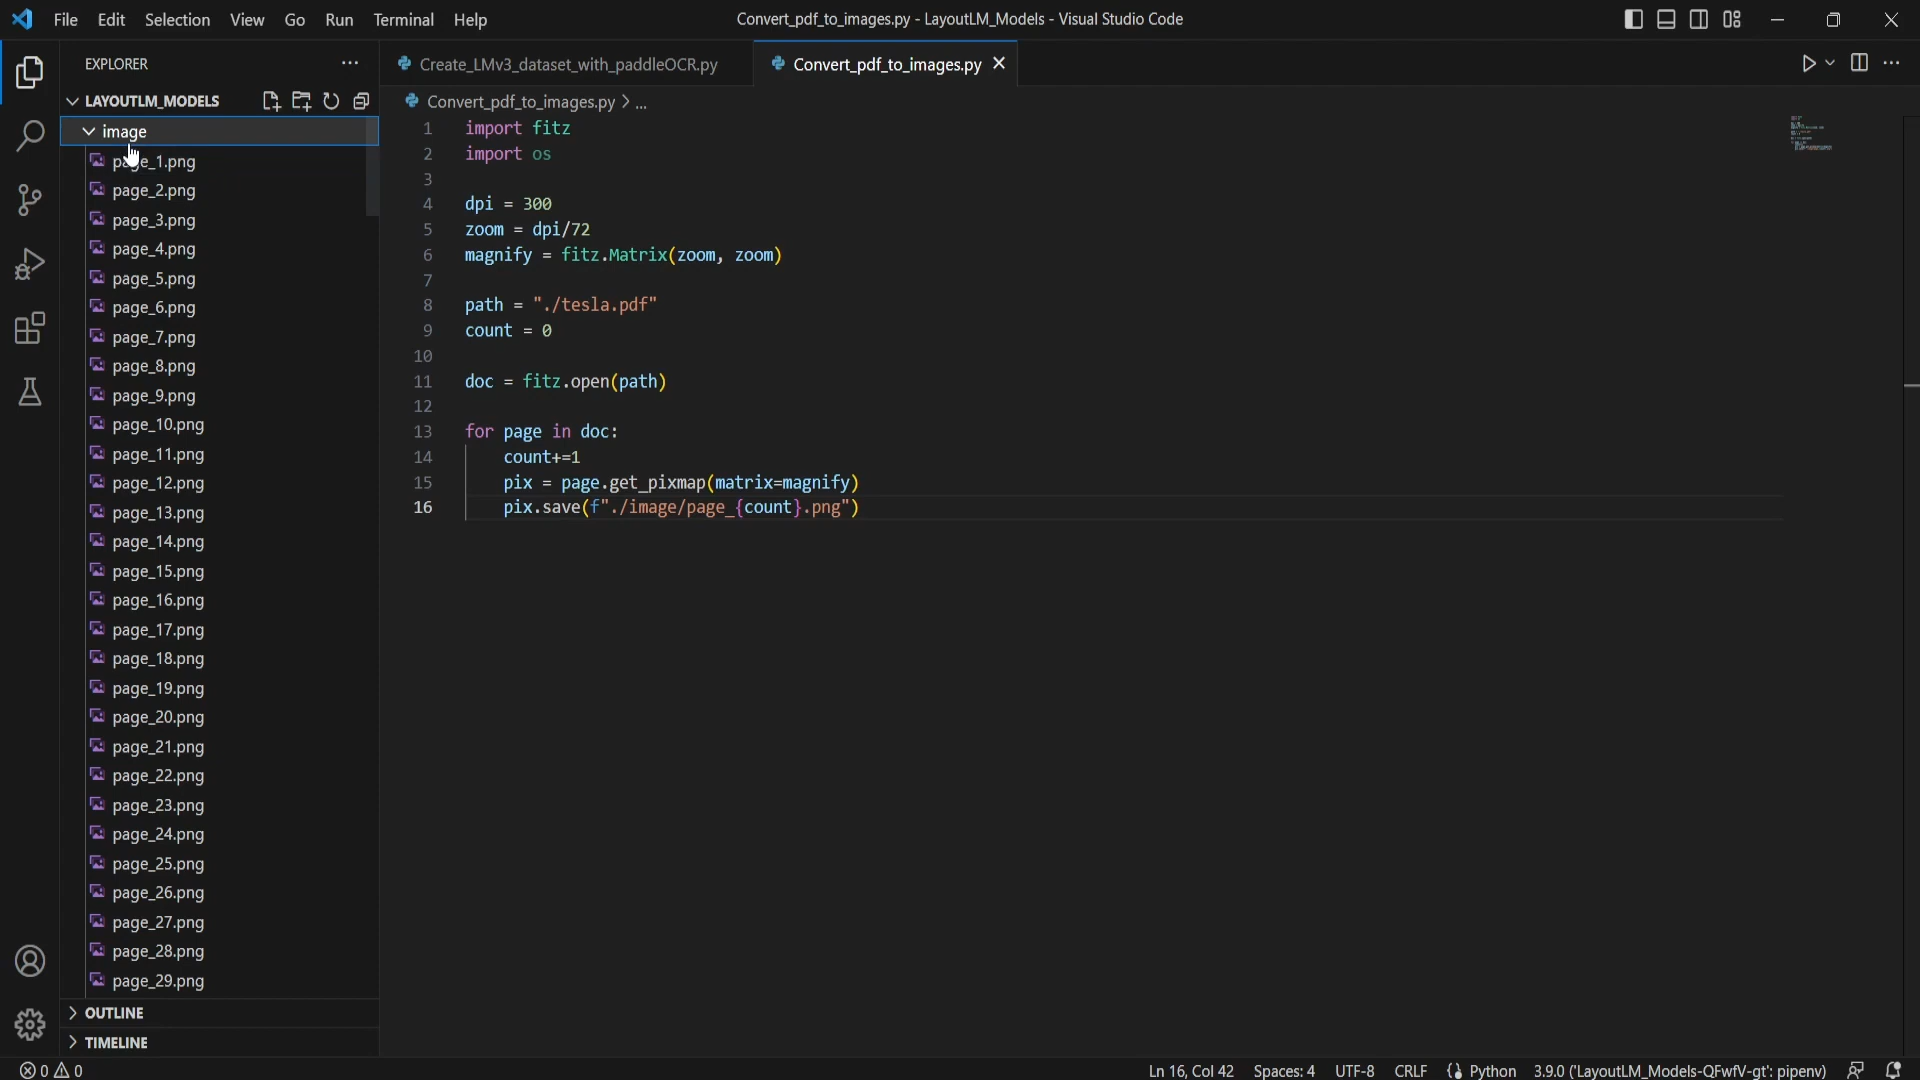 File Edit Selection View Go Run Terminal Help
Convert_pdf_to_images.py - LayoutLM_Models - Visual Studio Code
EXPLORER
LAYOUTLM_MODELS
image
page_1.png
page_2.png
page_3.png
page_4.png
page_5.png
page_6.png
page_7.png
page_8.png
page_9.png
page_10.png
page_11.png
page_12.png
page_13.png
page_14.png
page_15.png
page_16.png
page_17.png
page_18.png
page_19.png
page_20.png
page_21.png
page_22.png
page_23.png
page_24.png
page_25.png
page_26.png
page_27.png
page_28.png
page_29.png
OUTLINE
TIMELINE
Create_LMv3_dataset_with_paddleOCR.py
Convert_pdf_to_images.py
Convert_pdf_to_images.py > ...
1 import fitz
2 import os
3
4 dpi = 300
5 zoom = dpi/72
6 magnify = fitz.Matrix(zoom, zoom)
7
8 path = "./tesla.pdf"
9 count = 0
10
11 doc = fitz.open(path)
12
13 for page in doc:
14 count+=1
15 pix = page.get_pixmap(matrix=magnify)
16 pix.save(f"./image/page_{count}.png")
0 0
Ln 16, Col 42 Spaces: 4 UTF-8 CRLF Python 3.9.0 ('LayoutLM_Models-QFwfV-gt': pipenv)